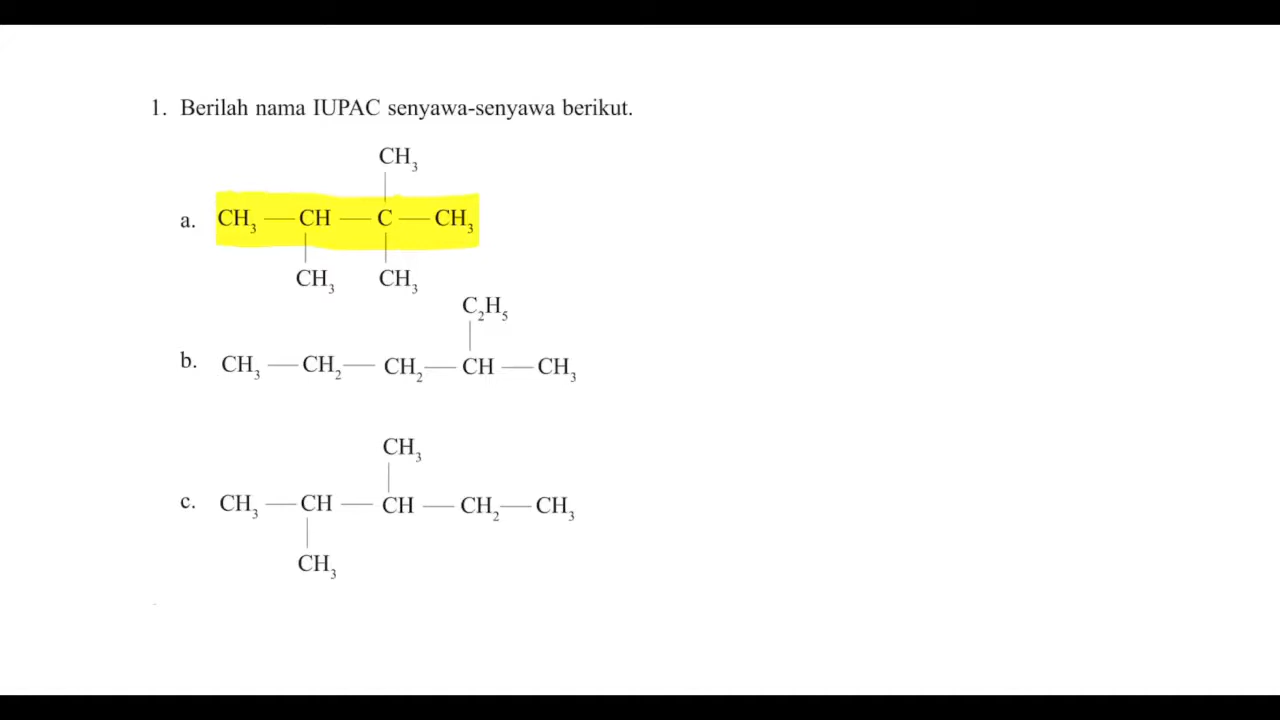 1. Berilah nama IUPAC senyawa-senyawa berikut.
CH₃
a. CH₃ — CH — C — CH₃
CH₃ CH₃
C₂H₅
b. CH₃ — CH₂ — CH₂ — CH — CH₃
CH₃
c. CH₃ — CH — CH — CH₂ — CH₃
CH₃